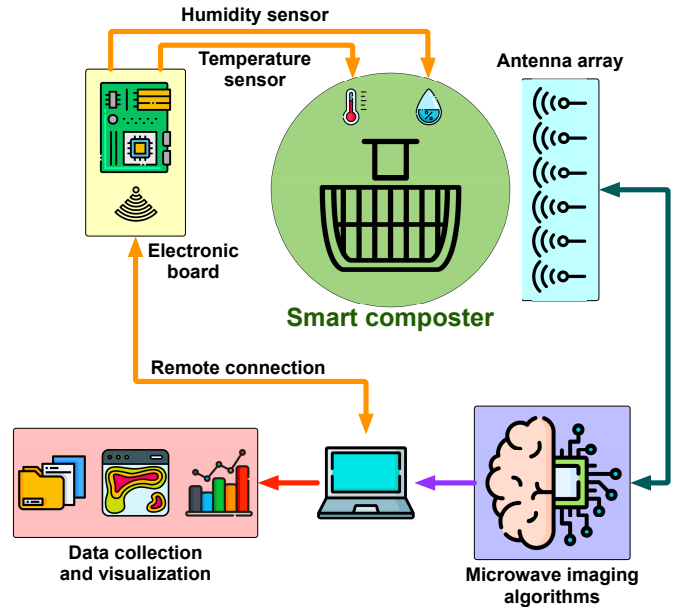 Humidity sensor
Temperature
sensor
Antenna array
%
Electronic
board
Smart composter
Remote connection
Data collection
and visualization
Microwave imaging
algorithms